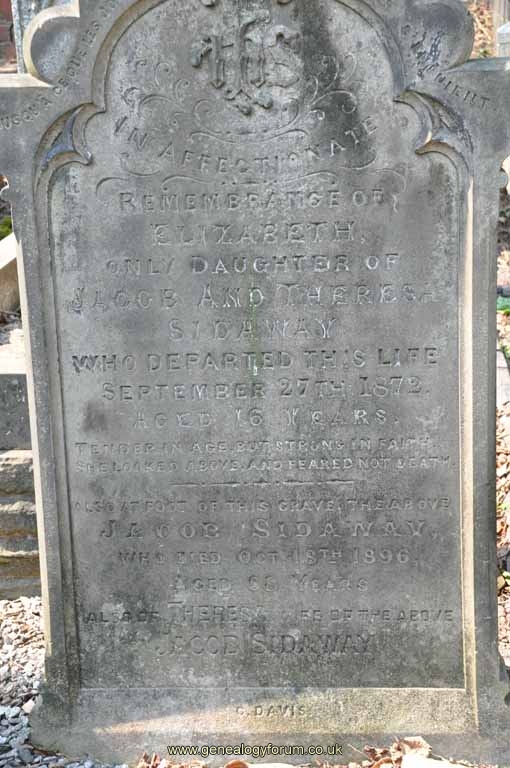 IHS
IN AFFECTIONATE
REMEMBRANCE OF
ELIZABETH,
ONLY DAUGHTER OF
JACOB AND THERESA
SIDAWAY
WHO DEPARTED THIS LIFE
SEPTEMBER 27TH 1872.
AGED 16 YEARS.
TENDER IN AGE, BUT STRONG IN FAITH,
SHE LOOKED ABOVE, AND FEARED NOT DEATH.
ALSO AT FOOT OF THIS GRAVE, THE ABOVE
JACOB SIDAWAY,
WHO DIED OCT. 18TH 1896,
AGED 68 YEARS
ALSO OF THERESA WIFE OF THE ABOVE
JACOB SIDAWAY
C. DAVIS
www.genealogyforum.co.uk